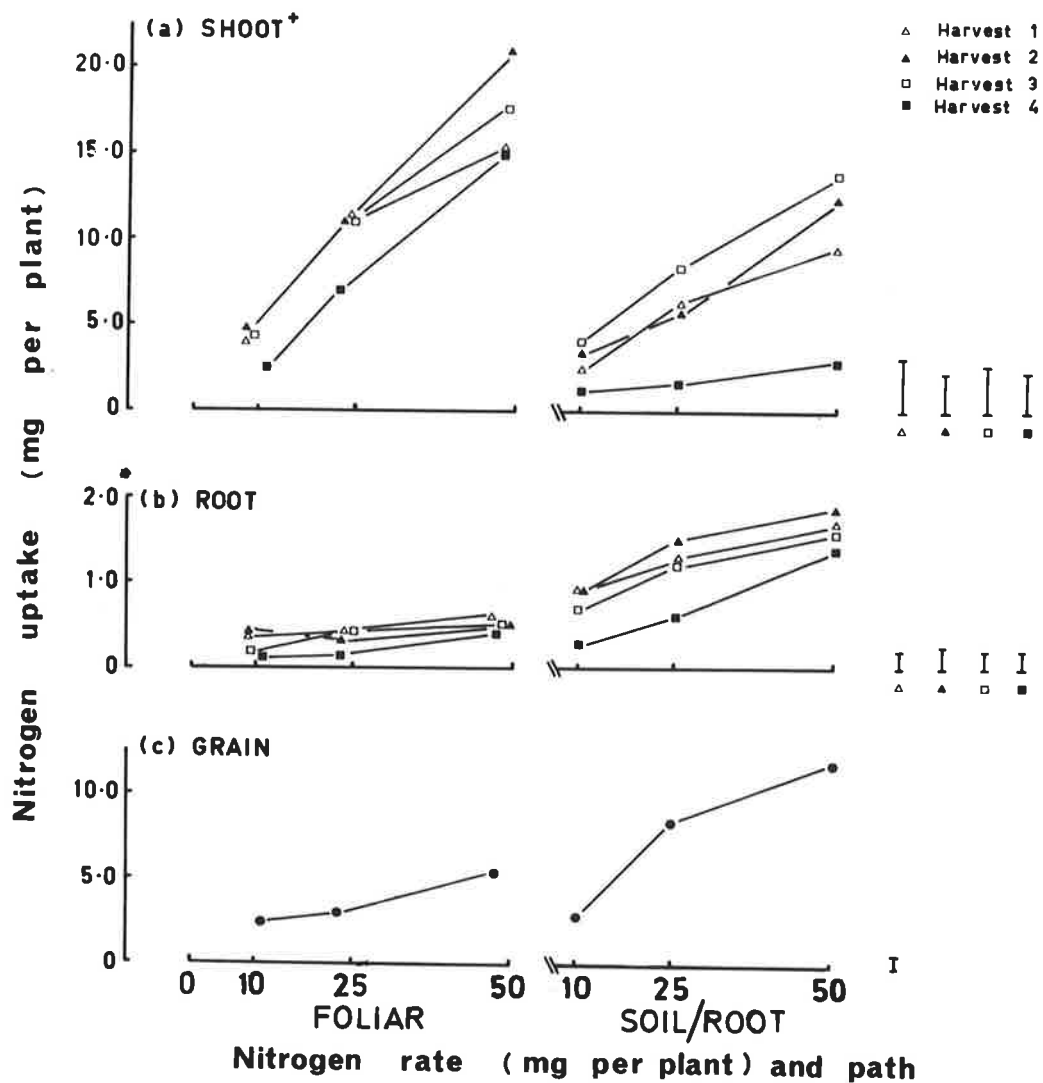 (a) SHOOT+
△ Harvest 1
▲ Harvest 2
□ Harvest 3
■ Harvest 4
20·0
15·0
10·0
5·0
0
(b) ROOT
2·0
1·0
0
(c) GRAIN
10·0
5·0
0
0 10 25 50 10 25 50
FOLIAR SOIL/ROOT
Nitrogen rate (mg per plant) and path
Nitrogen uptake (mg per plant)